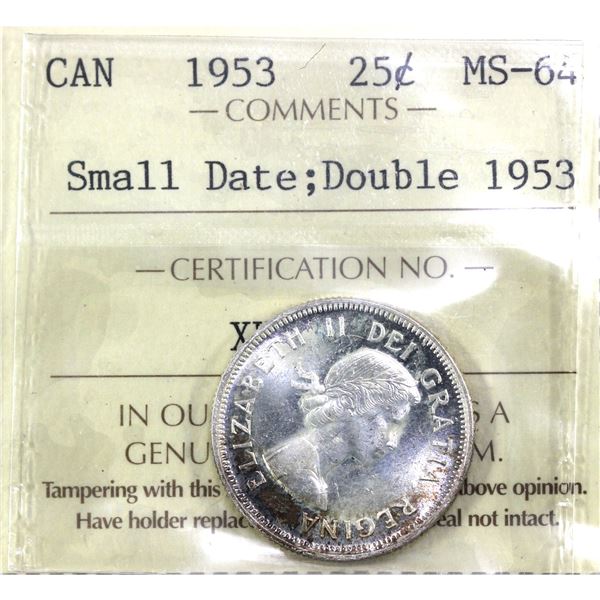 CAN 1953 25¢ MS-64
— COMMENTS —
Small Date;Double 1953
— CERTIFICATION NO. —
ELIZABETH II DEI GRATIA REGINA
IN OU A
GENU M.
Tampering with this above opinion.
Have holder replac eal not intact.